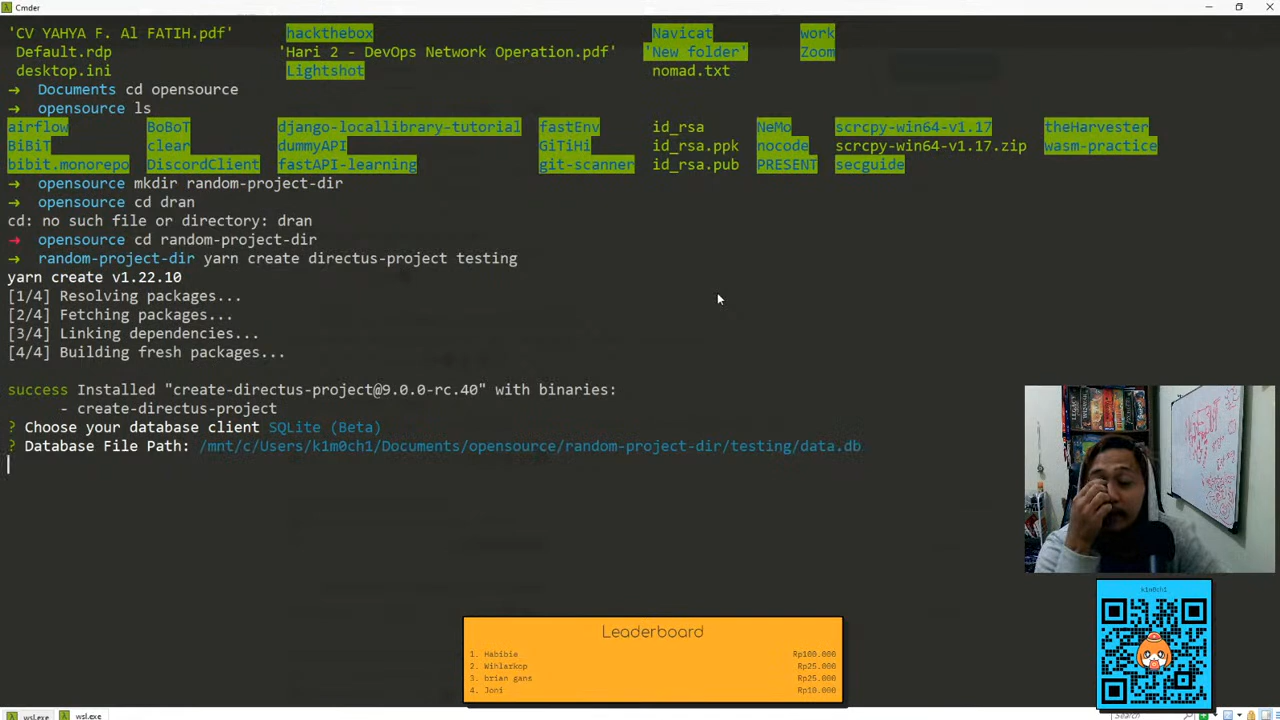 Cmder
'CV YAHYA F. Al FATIH.pdf' hackthebox Navicat work
Default.rdp 'Hari 2 - DevOps Network Operation.pdf' 'New folder' Zoom
desktop.ini Lightshot nomad.txt
→ Documents cd opensource
→ opensource ls
airflow BoBoT django-locallibrary-tutorial fastEnv id_rsa NeMo scrcpy-win64-v1.17 theHarvester
BiBiT clear dummyAPI GiTiHi id_rsa.ppk nocode scrcpy-win64-v1.17.zip wasm-practice
bibit.monorepo DiscordClient fastAPI-learning git-scanner id_rsa.pub PRESENT secguide
→ opensource mkdir random-project-dir
→ opensource cd dran
cd: no such file or directory: dran
→ opensource cd random-project-dir
→ random-project-dir yarn create directus-project testing
yarn create v1.22.10
[1/4] Resolving packages...
[2/4] Fetching packages...
[3/4] Linking dependencies...
[4/4] Building fresh packages...
success Installed "create-directus-project@9.0.0-rc.40" with binaries:
- create-directus-project
? Choose your database client SQLite (Beta)
? Database File Path: /mnt/c/Users/k1m0ch1/Documents/opensource/random-project-dir/testing/data.db
k1m0ch1
Leaderboard
1. Habibie Rp100.000
2. Wihlarkop Rp25.000
3. brian gans Rp25.000
4. Joni Rp10.000
wsl.exe wsl.exe Search